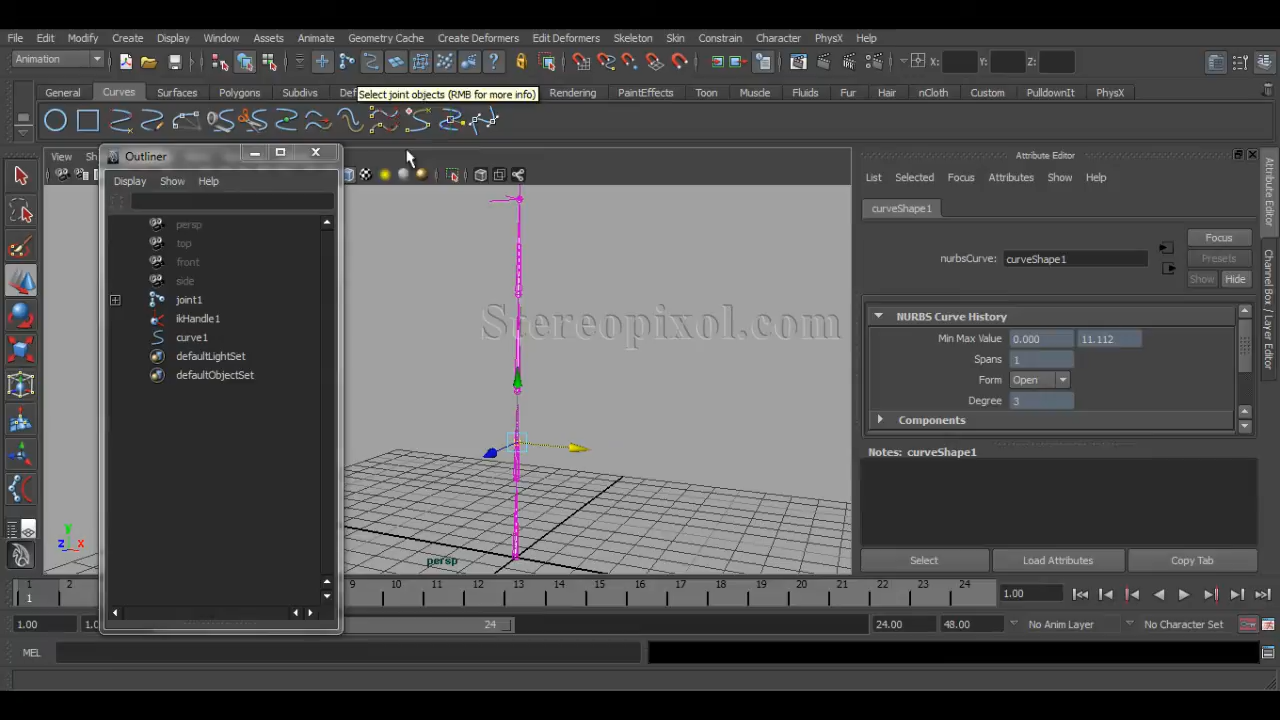 File Edit Modify Create Display Window Assets Animate Geometry Cache Create Deformers Edit Deformers Skeleton Skin Constrain Character PhysX Help
Animation X: Y: Z:
General Curves Surfaces Polygons Subdivs Rendering PaintEffects Toon Muscle Fluids Fur Hair nCloth Custom PulldownIt PhysX
Select joint objects (RMB for more info)
Outliner
Display Show Help
persp
top
front
side
joint1
ikHandle1
curve1
defaultLightSet
defaultObjectSet
View
Stereopixol.com
persp
y
z x
Attribute Editor
List Selected Focus Attributes Show Help
curveShape1
nurbsCurve: curveShape1
Focus
Presets
Show Hide
NURBS Curve History
Min Max Value 0.000 11.112
Spans 1
Form Open
Degree 3
Components
Notes: curveShape1
Select Load Attributes Copy Tab
Attribute Editor
Channel Box / Layer Editor
1 2 10 11 12 13 14 15 16 17 18 19 20 21 22 23 24
1 1.00
1.00 24 24.00 48.00 No Anim Layer No Character Set
MEL